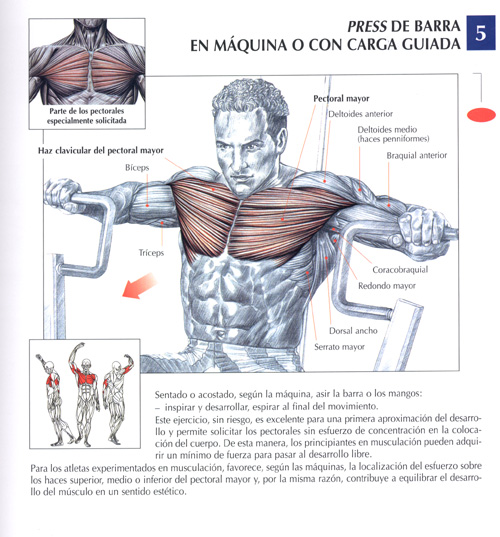 PRESS DE BARRA
EN MÁQUINA O CON CARGA GUIADA
5
Parte de los pectorales
especialmente solicitada
Pectoral mayor
Deltoides anterior
Deltoides medio
(haces penniformes)
Braquial anterior
Haz clavicular del pectoral mayor
Bíceps
Tríceps
Coracobraquial
Redondo mayor
Dorsal ancho
Serrato mayor
Sentado o acostado, según la máquina, asir la barra o los mangos:
– inspirar y desarrollar, espirar al final del movimiento.
Este ejercicio, sin riesgo, es excelente para una primera aproximación del desarro-
llo y permite solicitar los pectorales sin esfuerzo de concentración en la coloca-
ción del cuerpo. De esta manera, los principiantes en musculación pueden adqui-
rir un mínimo de fuerza para pasar al desarrollo libre.
Para los atletas experimentados en musculación, favorece, según las máquinas, la localización del esfuerzo sobre
los haces superior, medio o inferior del pectoral mayor y, por la misma razón, contribuye a equilibrar el desarro-
llo del músculo en un sentido estético.